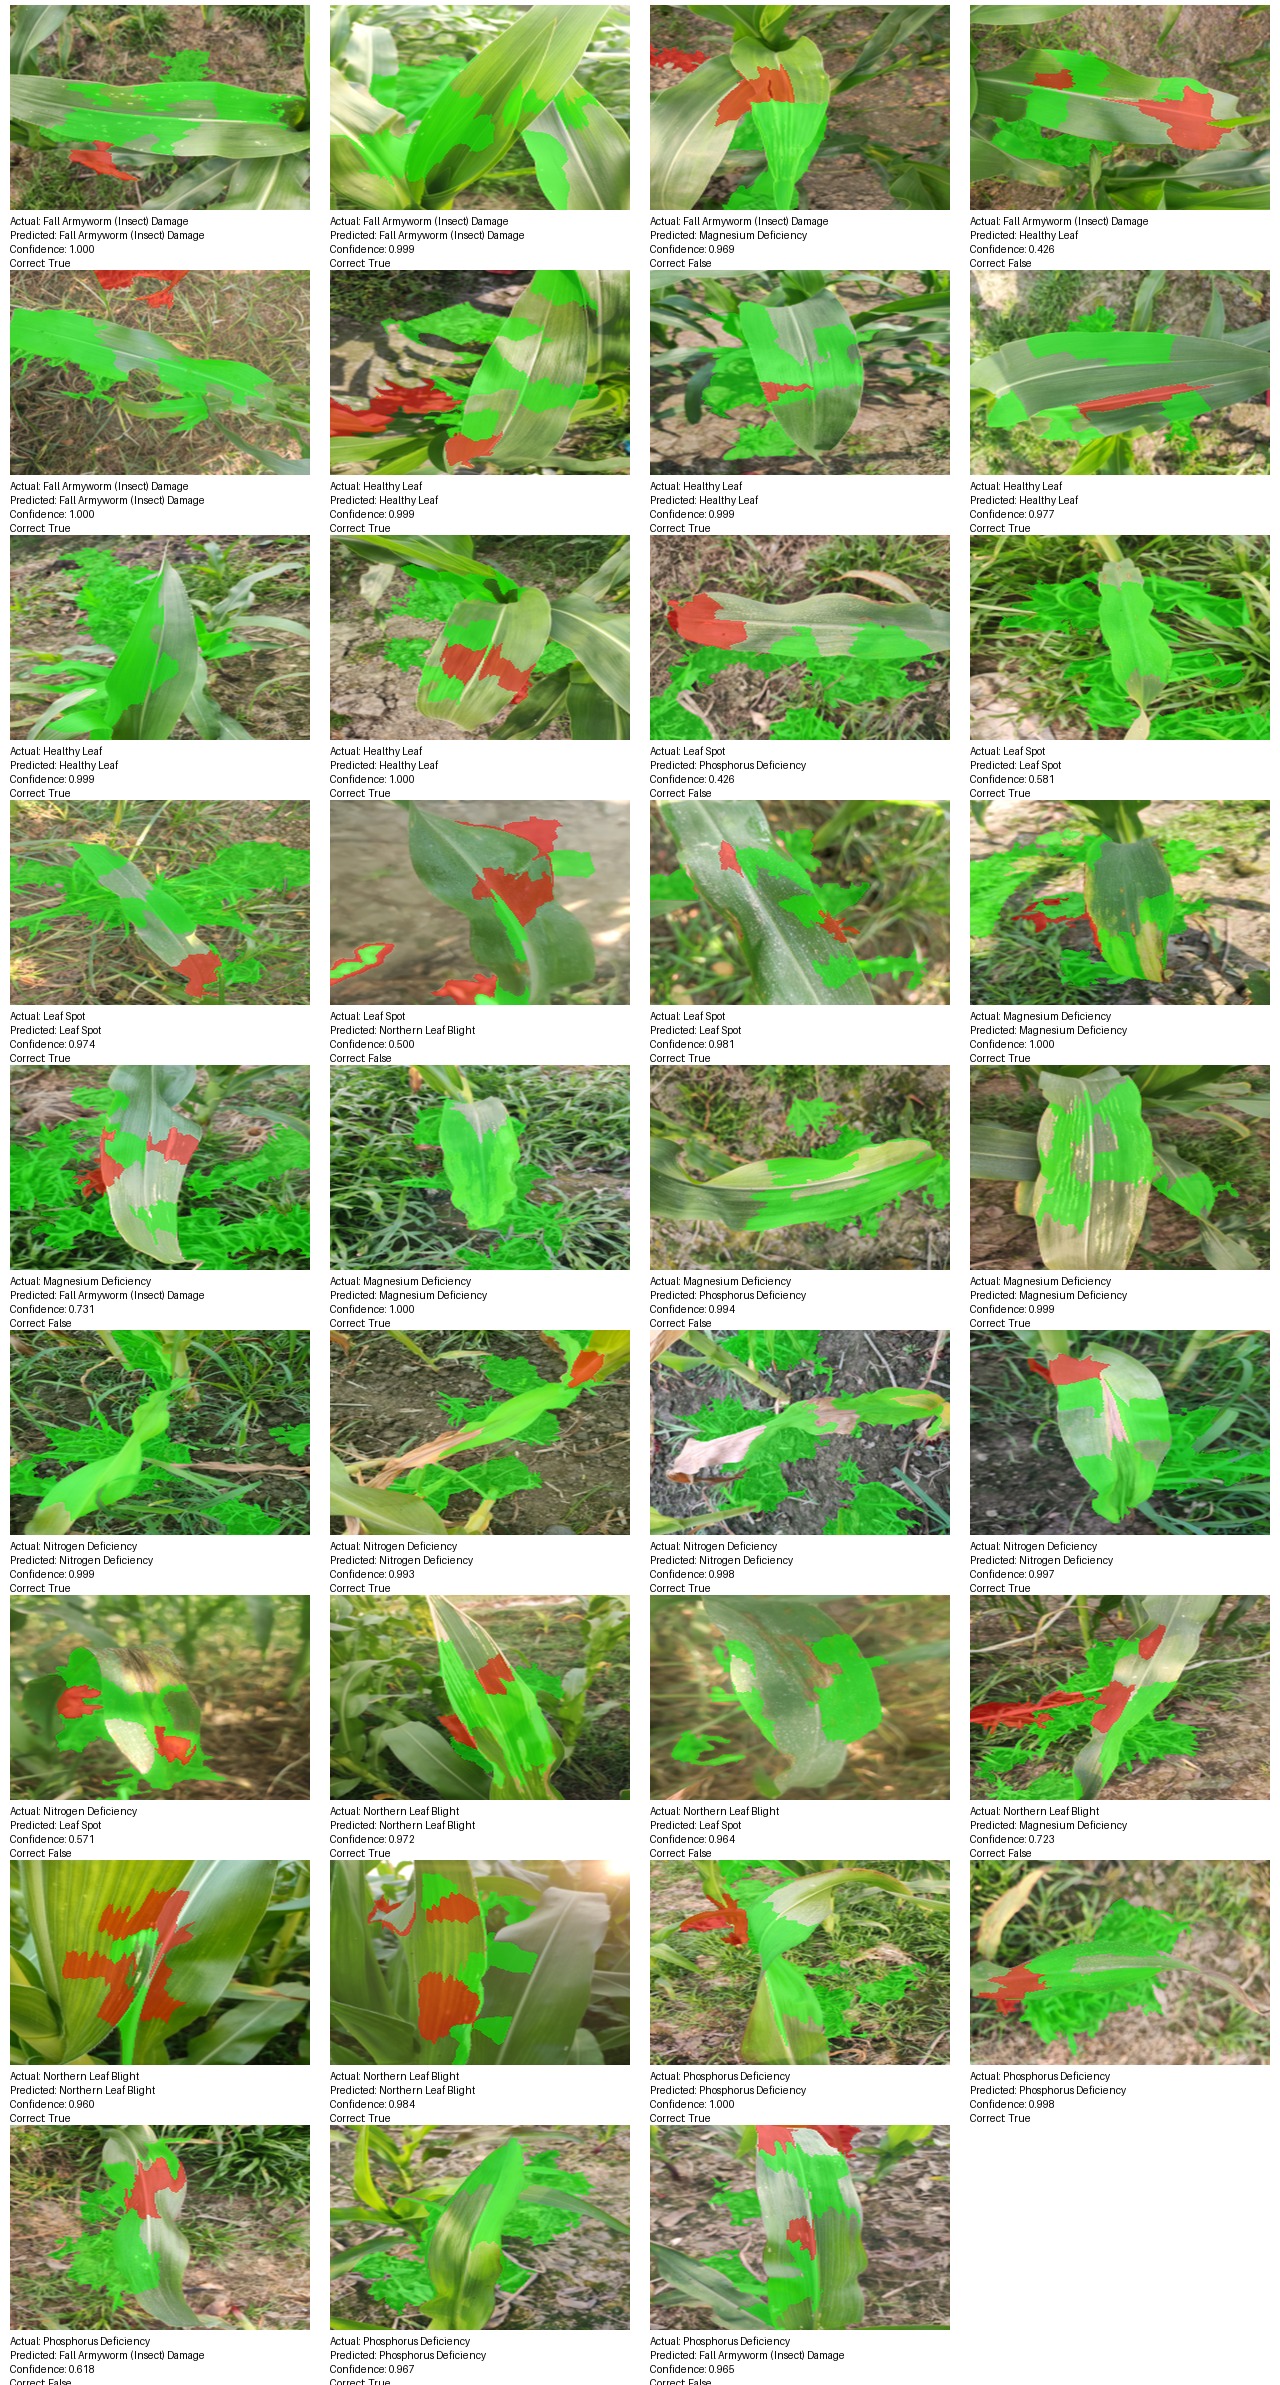 Actual: Fall Armyworm (Insect) Damage
Predicted: Fall Armyworm (Insect) Damage
Confidence: 1.000
Correct: True
Actual: Fall Armyworm (Insect) Damage
Predicted: Fall Armyworm (Insect) Damage
Confidence: 0.999
Correct: True
Actual: Fall Armyworm (Insect) Damage
Predicted: Magnesium Deficiency
Confidence: 0.969
Correct: False
Actual: Fall Armyworm (Insect) Damage
Predicted: Healthy Leaf
Confidence: 0.426
Correct: False
Actual: Fall Armyworm (Insect) Damage
Predicted: Fall Armyworm (Insect) Damage
Confidence: 1.000
Correct: True
Actual: Healthy Leaf
Predicted: Healthy Leaf
Confidence: 0.999
Correct: True
Actual: Healthy Leaf
Predicted: Healthy Leaf
Confidence: 0.999
Correct: True
Actual: Healthy Leaf
Predicted: Healthy Leaf
Confidence: 0.977
Correct: True
Actual: Healthy Leaf
Predicted: Healthy Leaf
Confidence: 0.999
Correct: True
Actual: Healthy Leaf
Predicted: Healthy Leaf
Confidence: 1.000
Correct: True
Actual: Leaf Spot
Predicted: Phosphorus Deficiency
Confidence: 0.426
Correct: False
Actual: Leaf Spot
Predicted: Leaf Spot
Confidence: 0.581
Correct: True
Actual: Leaf Spot
Predicted: Leaf Spot
Confidence: 0.974
Correct: True
Actual: Leaf Spot
Predicted: Northern Leaf Blight
Confidence: 0.500
Correct: False
Actual: Leaf Spot
Predicted: Leaf Spot
Confidence: 0.981
Correct: True
Actual: Magnesium Deficiency
Predicted: Magnesium Deficiency
Confidence: 1.000
Correct: True
Actual: Magnesium Deficiency
Predicted: Fall Armyworm (Insect) Damage
Confidence: 0.731
Correct: False
Actual: Magnesium Deficiency
Predicted: Magnesium Deficiency
Confidence: 1.000
Correct: True
Actual: Magnesium Deficiency
Predicted: Phosphorus Deficiency
Confidence: 0.994
Correct: False
Actual: Magnesium Deficiency
Predicted: Magnesium Deficiency
Confidence: 0.999
Correct: True
Actual: Nitrogen Deficiency
Predicted: Nitrogen Deficiency
Confidence: 0.999
Correct: True
Actual: Nitrogen Deficiency
Predicted: Nitrogen Deficiency
Confidence: 0.993
Correct: True
Actual: Nitrogen Deficiency
Predicted: Nitrogen Deficiency
Confidence: 0.998
Correct: True
Actual: Nitrogen Deficiency
Predicted: Nitrogen Deficiency
Confidence: 0.997
Correct: True
Actual: Nitrogen Deficiency
Predicted: Leaf Spot
Confidence: 0.571
Correct: False
Actual: Northern Leaf Blight
Predicted: Northern Leaf Blight
Confidence: 0.972
Correct: True
Actual: Northern Leaf Blight
Predicted: Leaf Spot
Confidence: 0.964
Correct: False
Actual: Northern Leaf Blight
Predicted: Magnesium Deficiency
Confidence: 0.723
Correct: False
Actual: Northern Leaf Blight
Predicted: Northern Leaf Blight
Confidence: 0.960
Correct: True
Actual: Northern Leaf Blight
Predicted: Northern Leaf Blight
Confidence: 0.984
Correct: True
Actual: Phosphorus Deficiency
Predicted: Phosphorus Deficiency
Confidence: 1.000
Correct: True
Actual: Phosphorus Deficiency
Predicted: Phosphorus Deficiency
Confidence: 0.998
Correct: True
Actual: Phosphorus Deficiency
Predicted: Fall Armyworm (Insect) Damage
Confidence: 0.618
Correct: False
Actual: Phosphorus Deficiency
Predicted: Phosphorus Deficiency
Confidence: 0.967
Correct: True
Actual: Phosphorus Deficiency
Predicted: Fall Armyworm (Insect) Damage
Confidence: 0.965
Correct: False